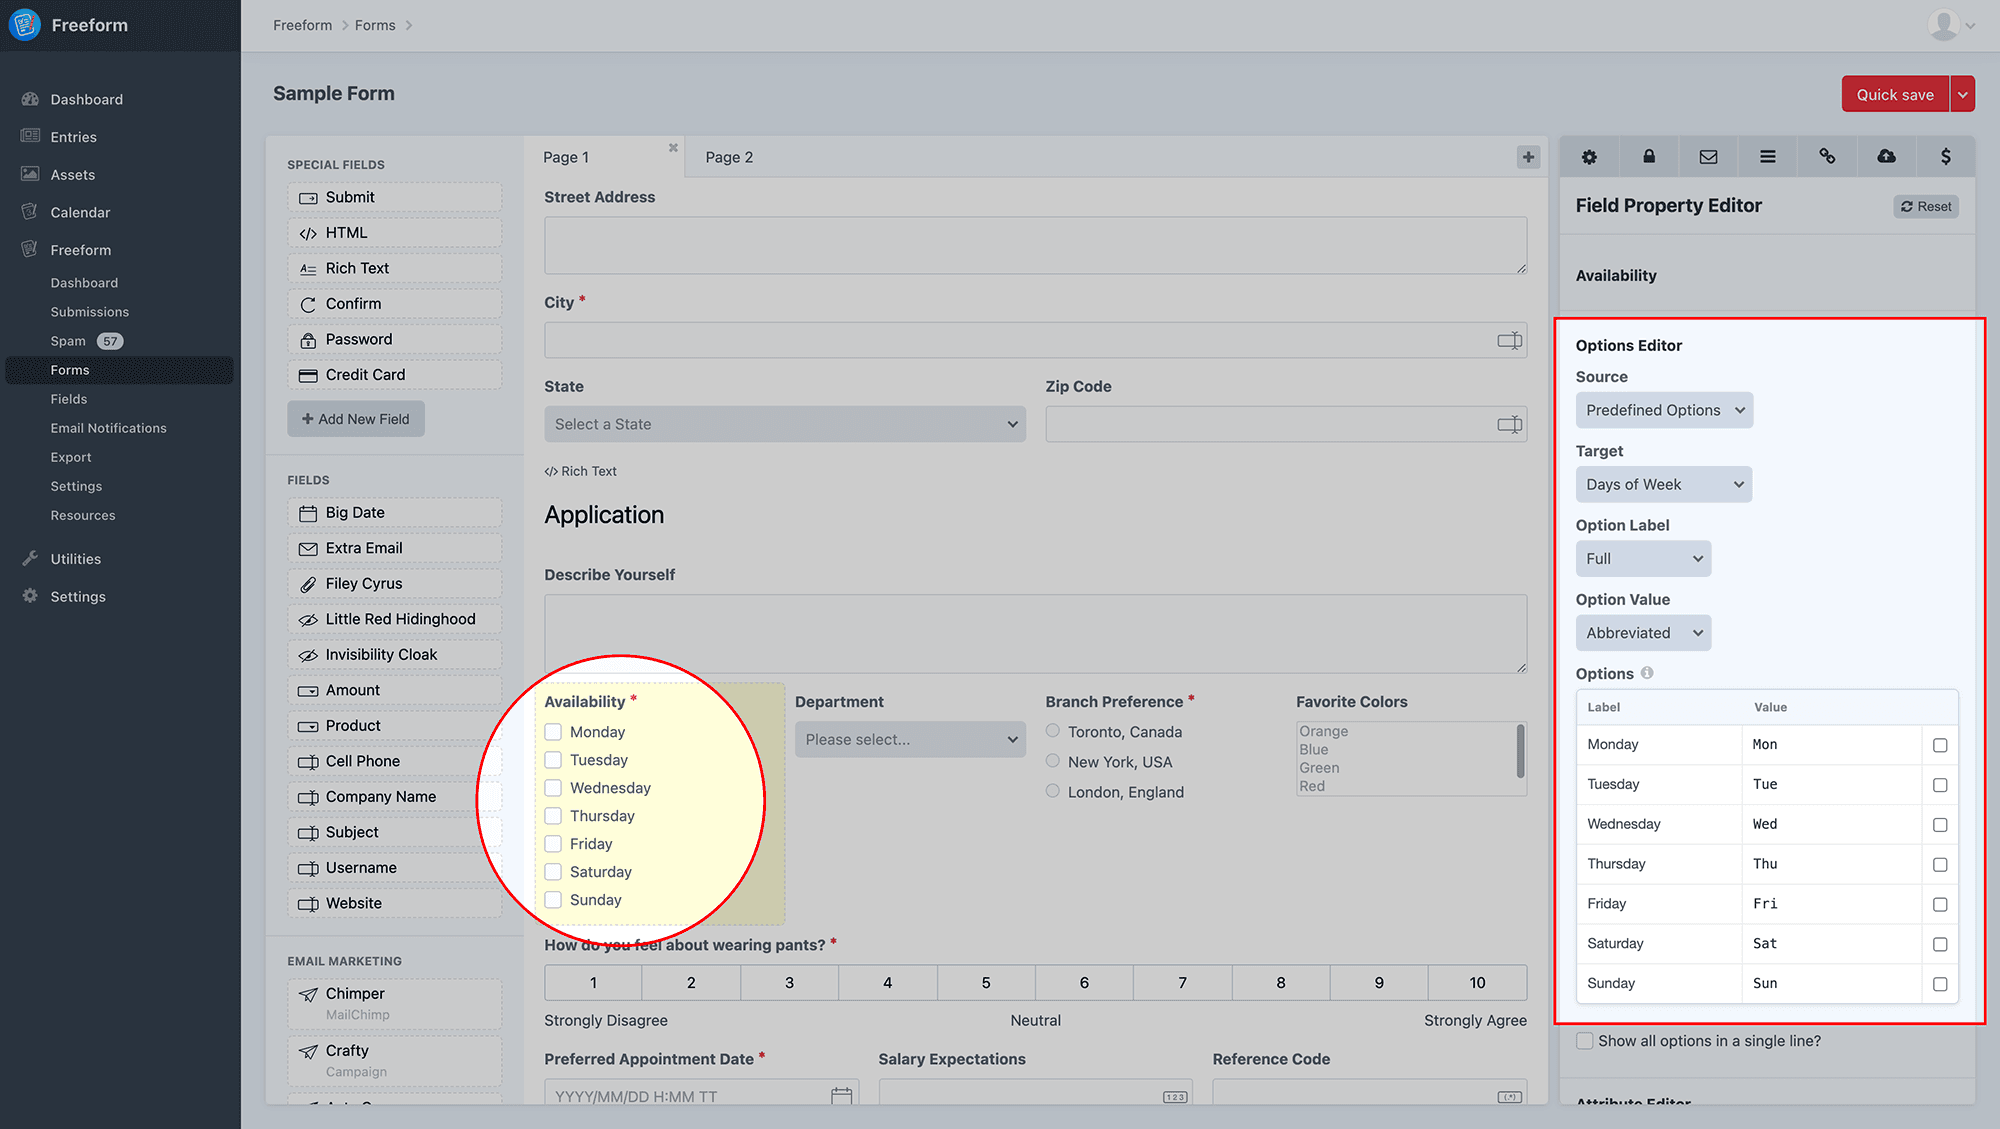 Freeform
Dashboard
Entries
Assets
Calendar
Freeform
Dashboard
Submissions
Spam 57
Forms
Fields
Email Notifications
Export
Settings
Resources
Utilities
Settings
Freeform
Forms
Sample Form
Quick save
SPECIAL FIELDS
Submit
HTML
Rich Text
Confirm
Password
Credit Card
Add New Field
FIELDS
Big Date
Extra Email
Filey Cyrus
Little Red Hidinghood
Invisibility Cloak
Amount
Product
Cell Phone
Company Name
Subject
Username
Website
EMAIL MARKETING
Chimper
MailChimp
Crafty
Campaign
Page 1
Page 2
Street Address
City *
State
Zip Code
Select a State
</> Rich Text
Application
Describe Yourself
Availability *
Monday
Tuesday
Wednesday
Thursday
Friday
Saturday
Sunday
Department
Please select...
Branch Preference *
Toronto, Canada
New York, USA
London, England
Favorite Colors
Orange
Blue
Green
Red
How do you feel about wearing pants? *
1 2 3 4 5 6 7 8 9 10
Strongly Disagree Neutral Strongly Agree
Preferred Appointment Date *
Salary Expectations
Reference Code
YYYY/MM/DD H:MM TT
Field Property Editor
Reset
Availability
Options Editor
Source
Predefined Options
Target
Days of Week
Option Label
Full
Option Value
Abbreviated
Options
Label Value
Monday Mon
Tuesday Tue
Wednesday Wed
Thursday Thu
Friday Fri
Saturday Sat
Sunday Sun
Show all options in a single line?
Attribute Editor